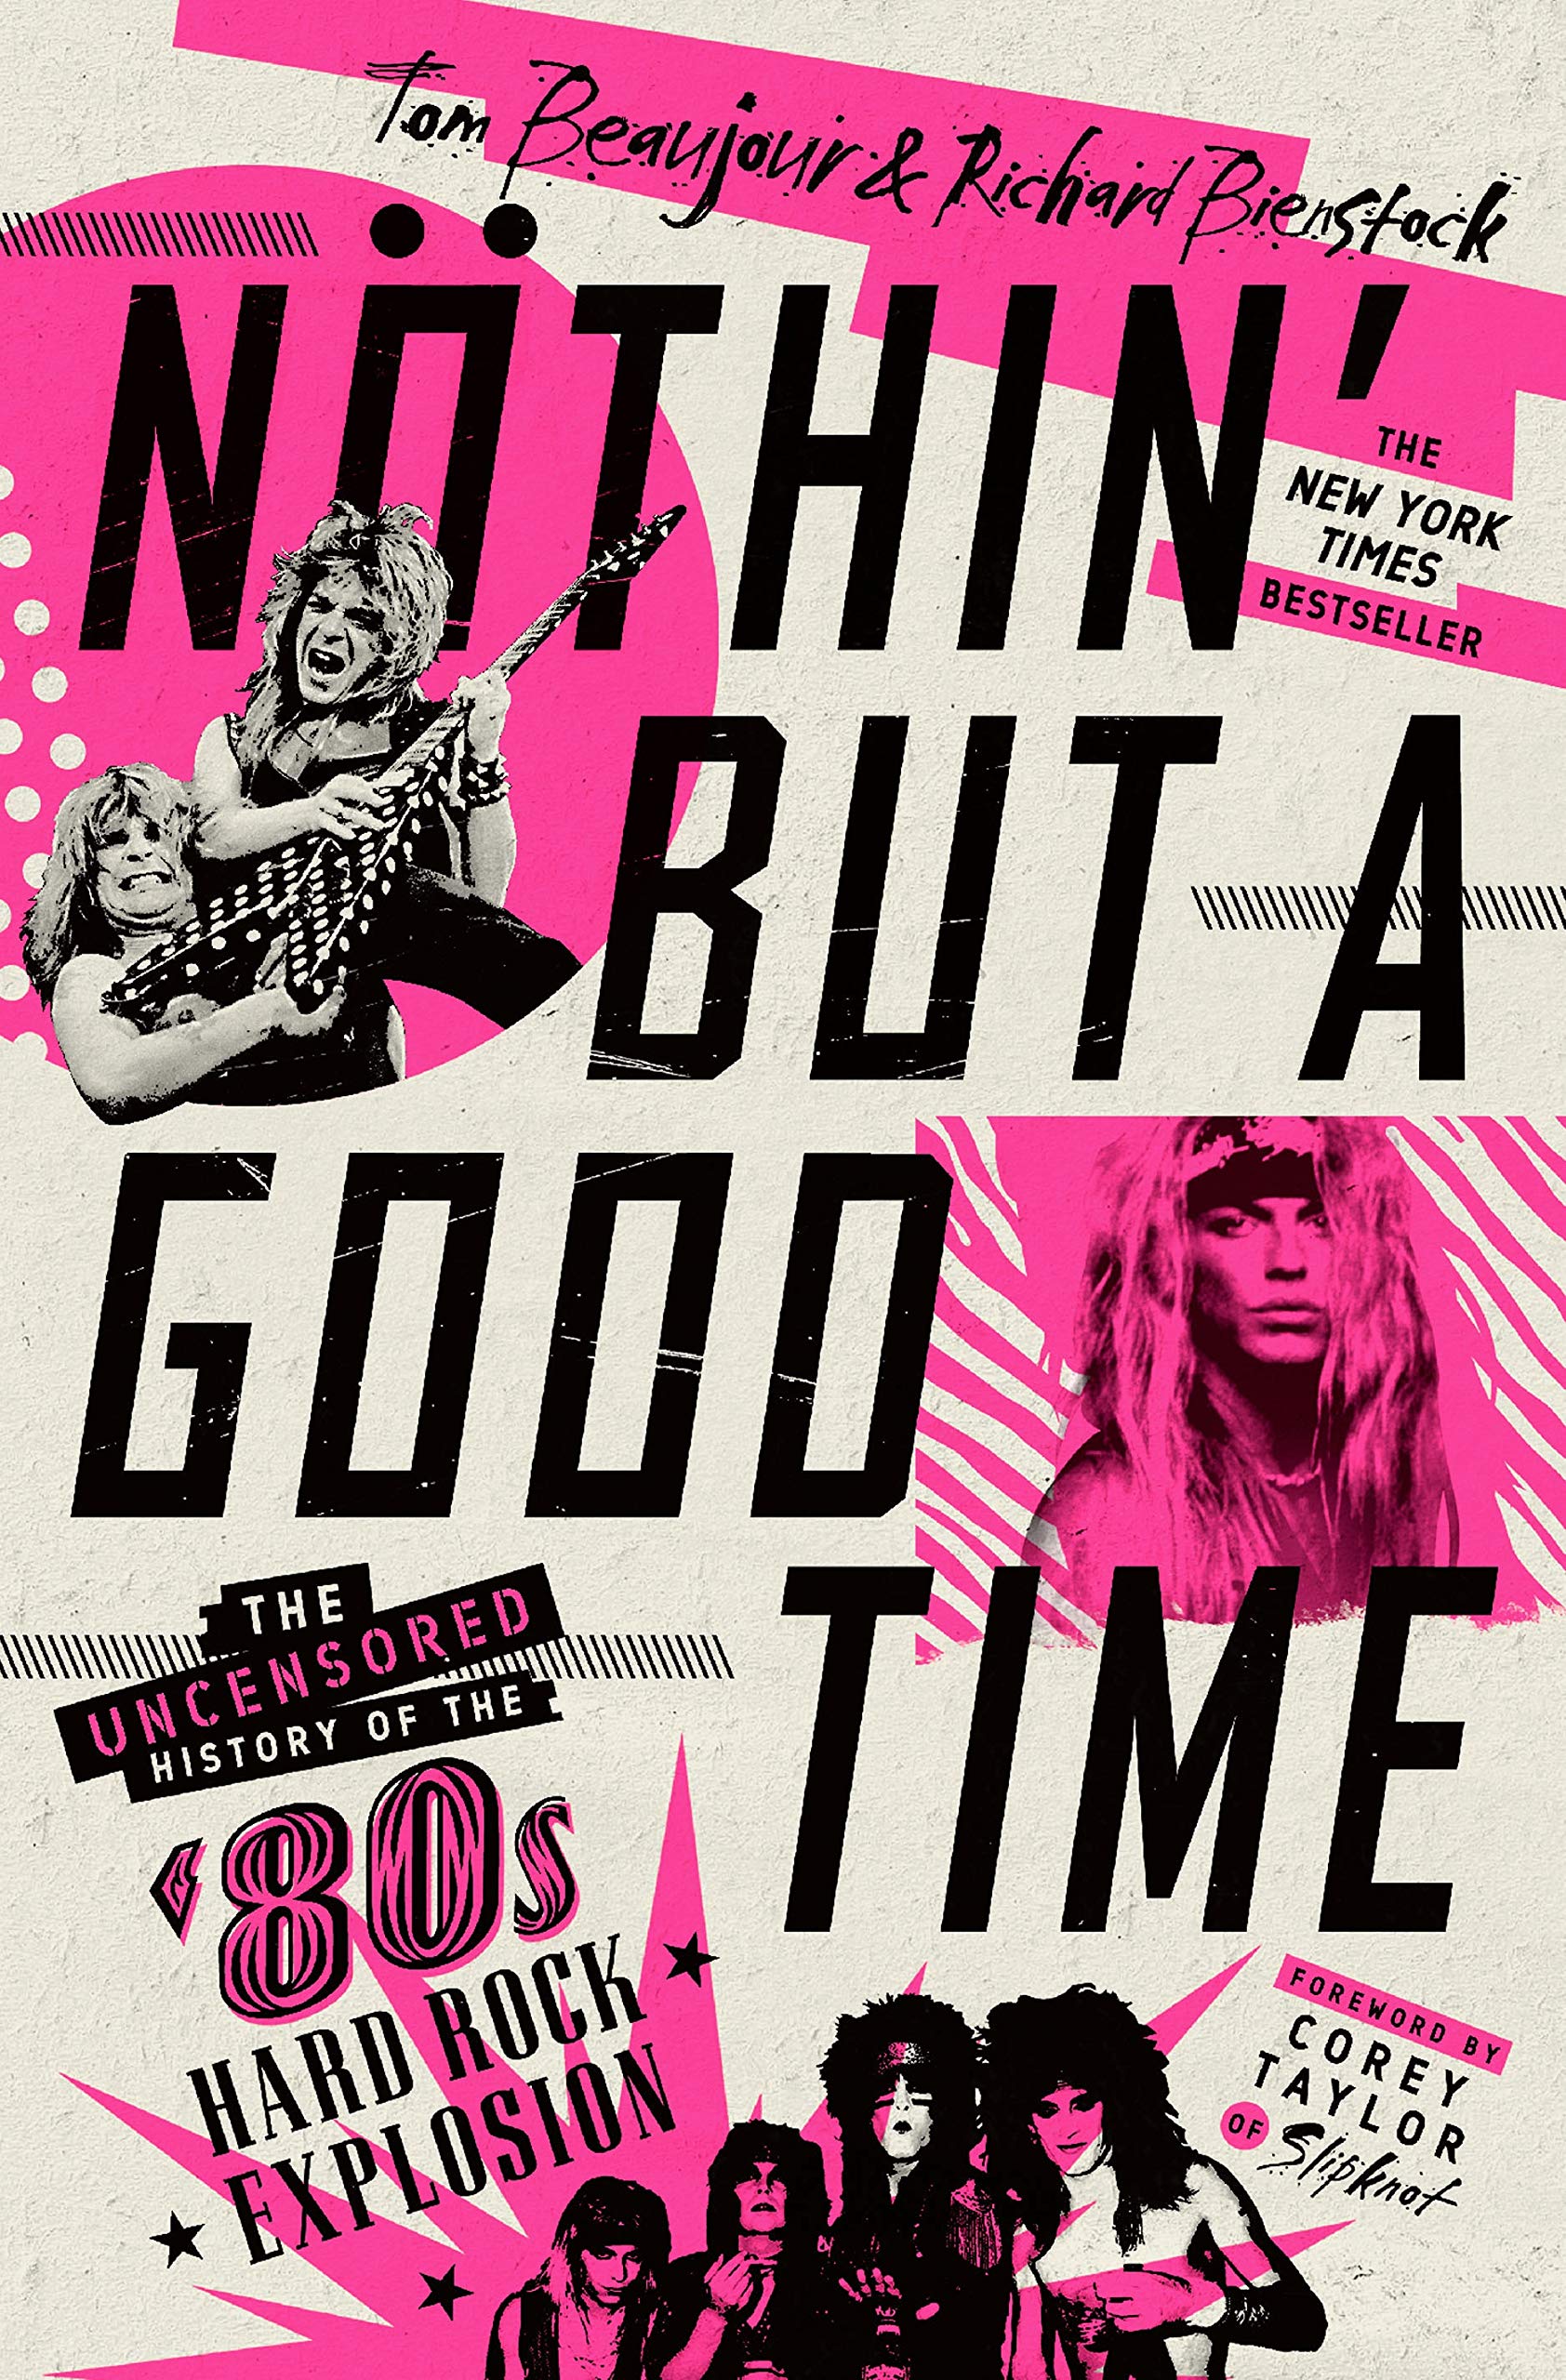 Tom Beaujour & Richard Bienstock
NÖTHIN'
THE
NEW YORK
TIMES
BESTSELLER
BUT A
GOOD
TIME
THE
UNCENSORED
HISTORY OF THE
'80s
HARD ROCK
EXPLOSION
FOREWORD BY
COREY
TAYLOR
OF Slipknot